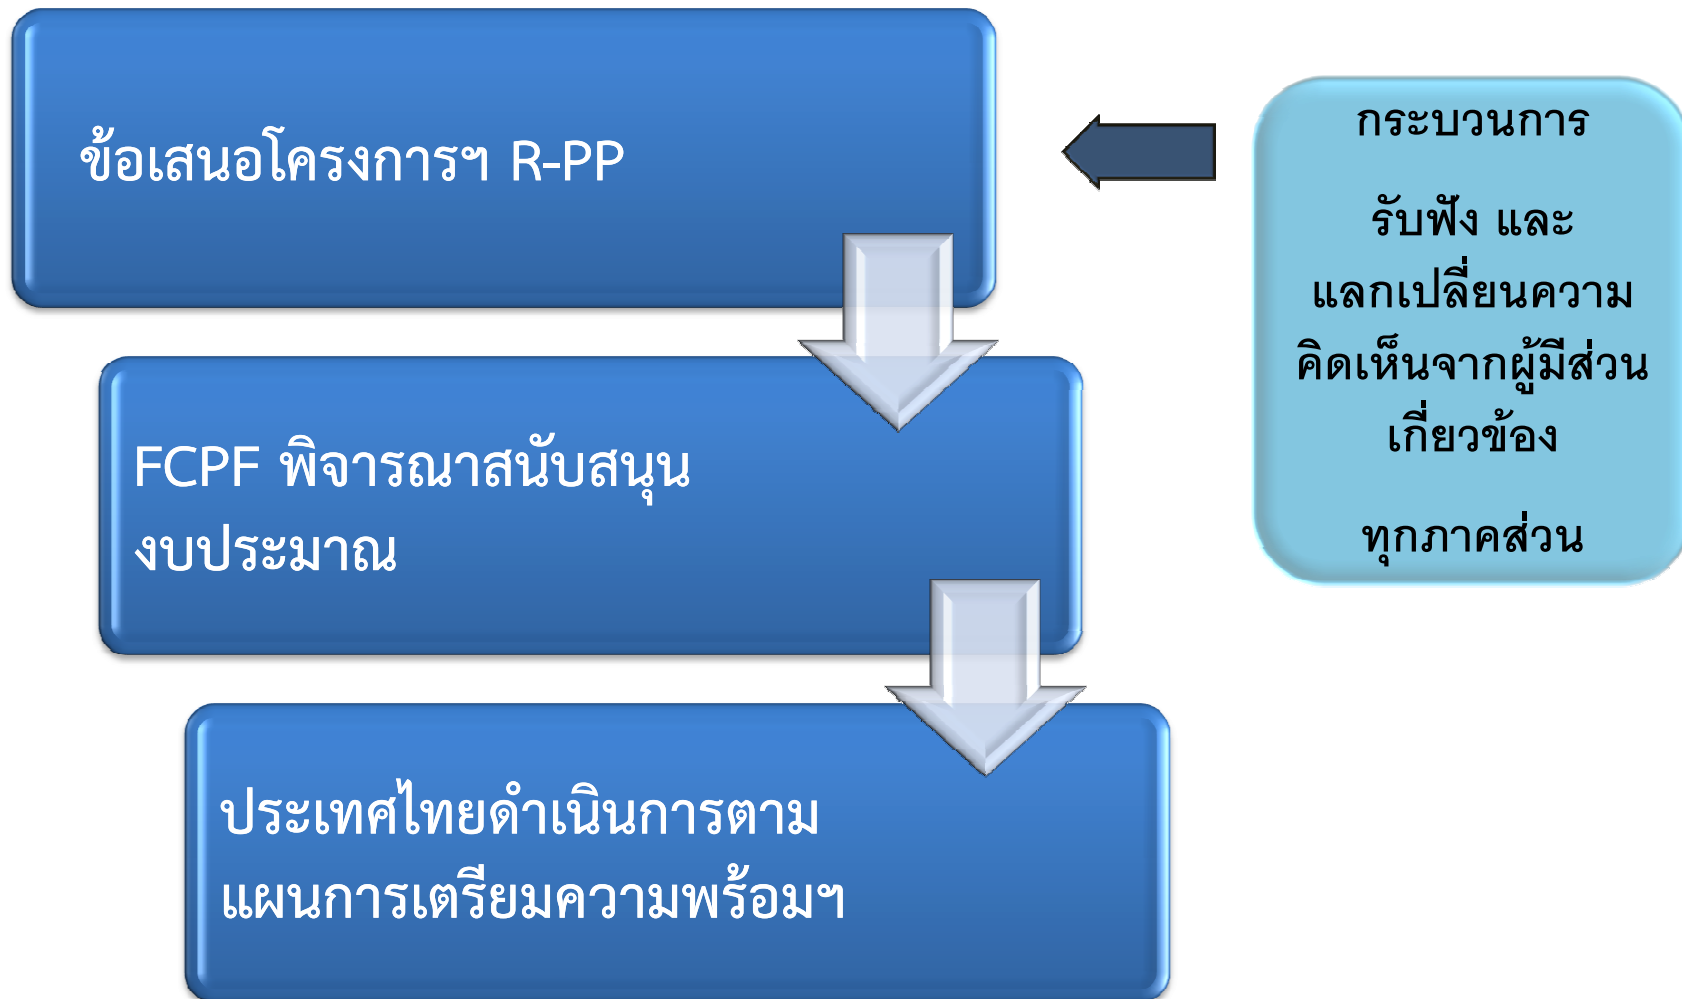 ข้อเสนอโครงการฯ R-PP
FCPF พิจารณาสนับสนุน
งบประมาณ
ประเทศไทยดำเนินการตาม
แผนการเตรียมความพร้อมฯ
กระบวนการ
รับฟัง และ
แลกเปลี่ยนความ
คิดเห็นจากผู้มีส่วน
เกี่ยวข้อง
ทุกภาคส่วน